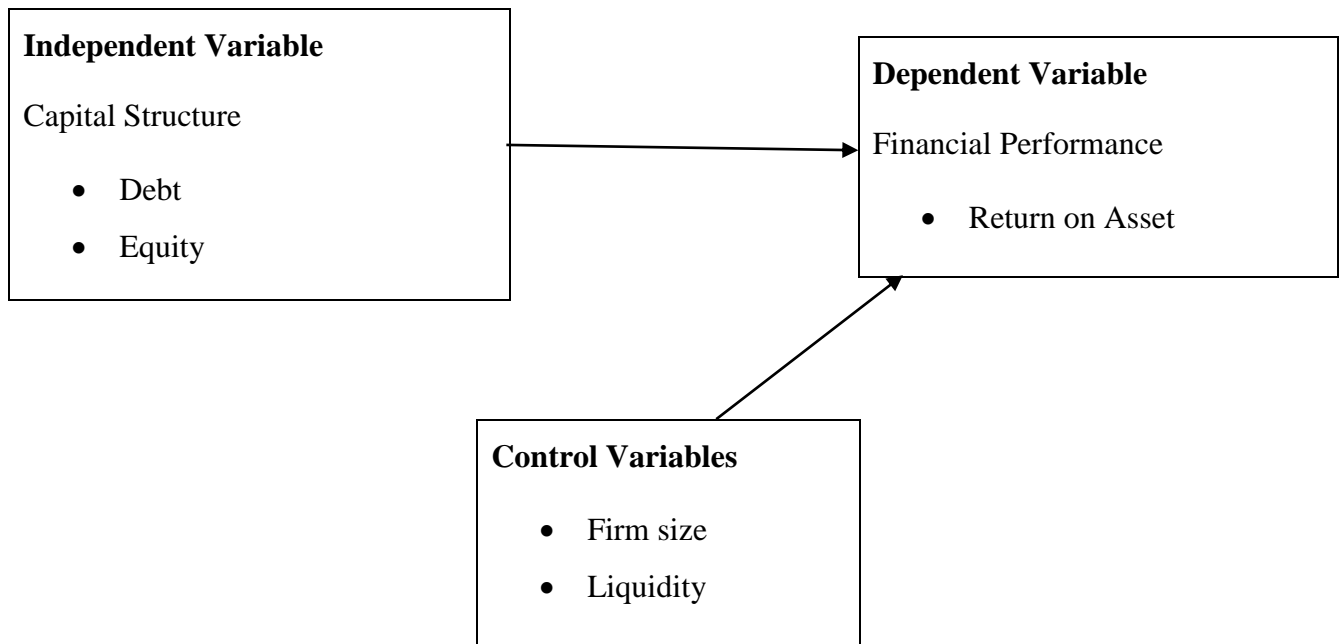 Independent Variable
Capital Structure
• Debt
• Equity
Dependent Variable
Financial Performance
• Return on Asset
Control Variables
• Firm size
• Liquidity